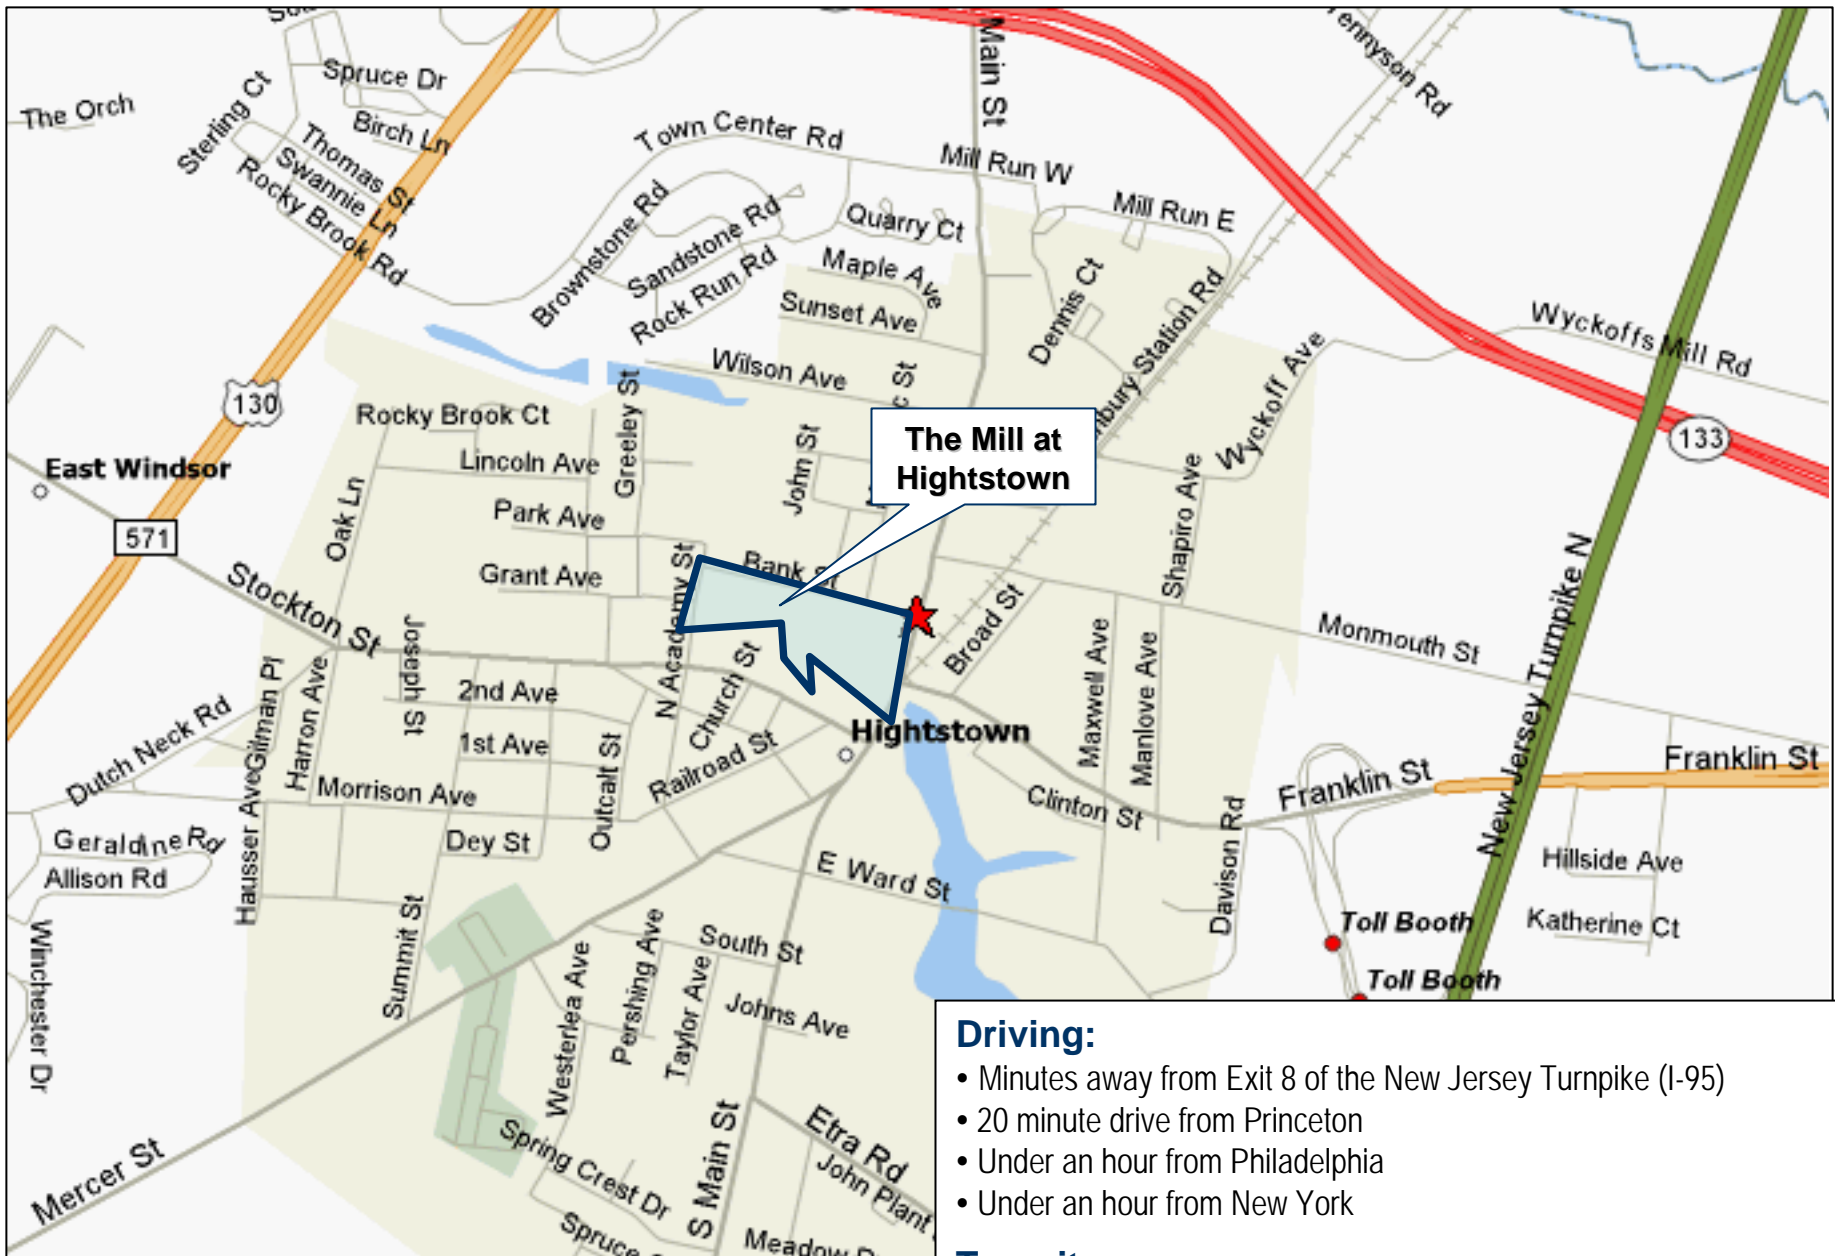 Spruce Dr
The Orch
Sterling Ct
Birch Ln
Thomas St
Swannie Ln
Rocky Brook Rd
Main St
Tennyson Rd
Town Center Rd
Mill Run W
Mill Run E
Brownstone Rd
Sandstone Rd
Rock Run Rd
Quarry Ct
Maple Ave
Sunset Ave
Dennis Ct
Station Rd
Wyckoffs Mill Rd
Wyckoff Ave
Wilson Ave
130
133
Rocky Brook Ct
Greeley St
Lincoln Ave
John St
c St
The Mill at
Hightstown
East Windsor
571
Oak Ln
Park Ave
Grant Ave
Stockton St
N Academy St
Bank St
Shapiro Ave
Broad St
Monmouth St
New Jersey Turnpike N
Joseph St
2nd Ave
1st Ave
Church St
Railroad St
Outcalt St
Hightstown
Maxwell Ave
Manlove Ave
Gilman Pl
Harron Ave
Hausser Ave
Dutch Neck Rd
Morrison Ave
Dey St
Geraldine Rd
Allison Rd
Winchester Dr
Summit St
Clinton St
Franklin St
Franklin St
Davison Rd
E Ward St
Hillside Ave
Katherine Ct
Toll Booth
Toll Booth
South St
Johns Ave
Westerlea Ave
Pershing Ave
Taylor Ave
Mercer St
Spring Crest Dr
Spruce
S Main St
Etra Rd
John Plant
Meadow
Driving:
• Minutes away from Exit 8 of the New Jersey Turnpike (I-95)
• 20 minute drive from Princeton
• Under an hour from Philadelphia
• Under an hour from New York